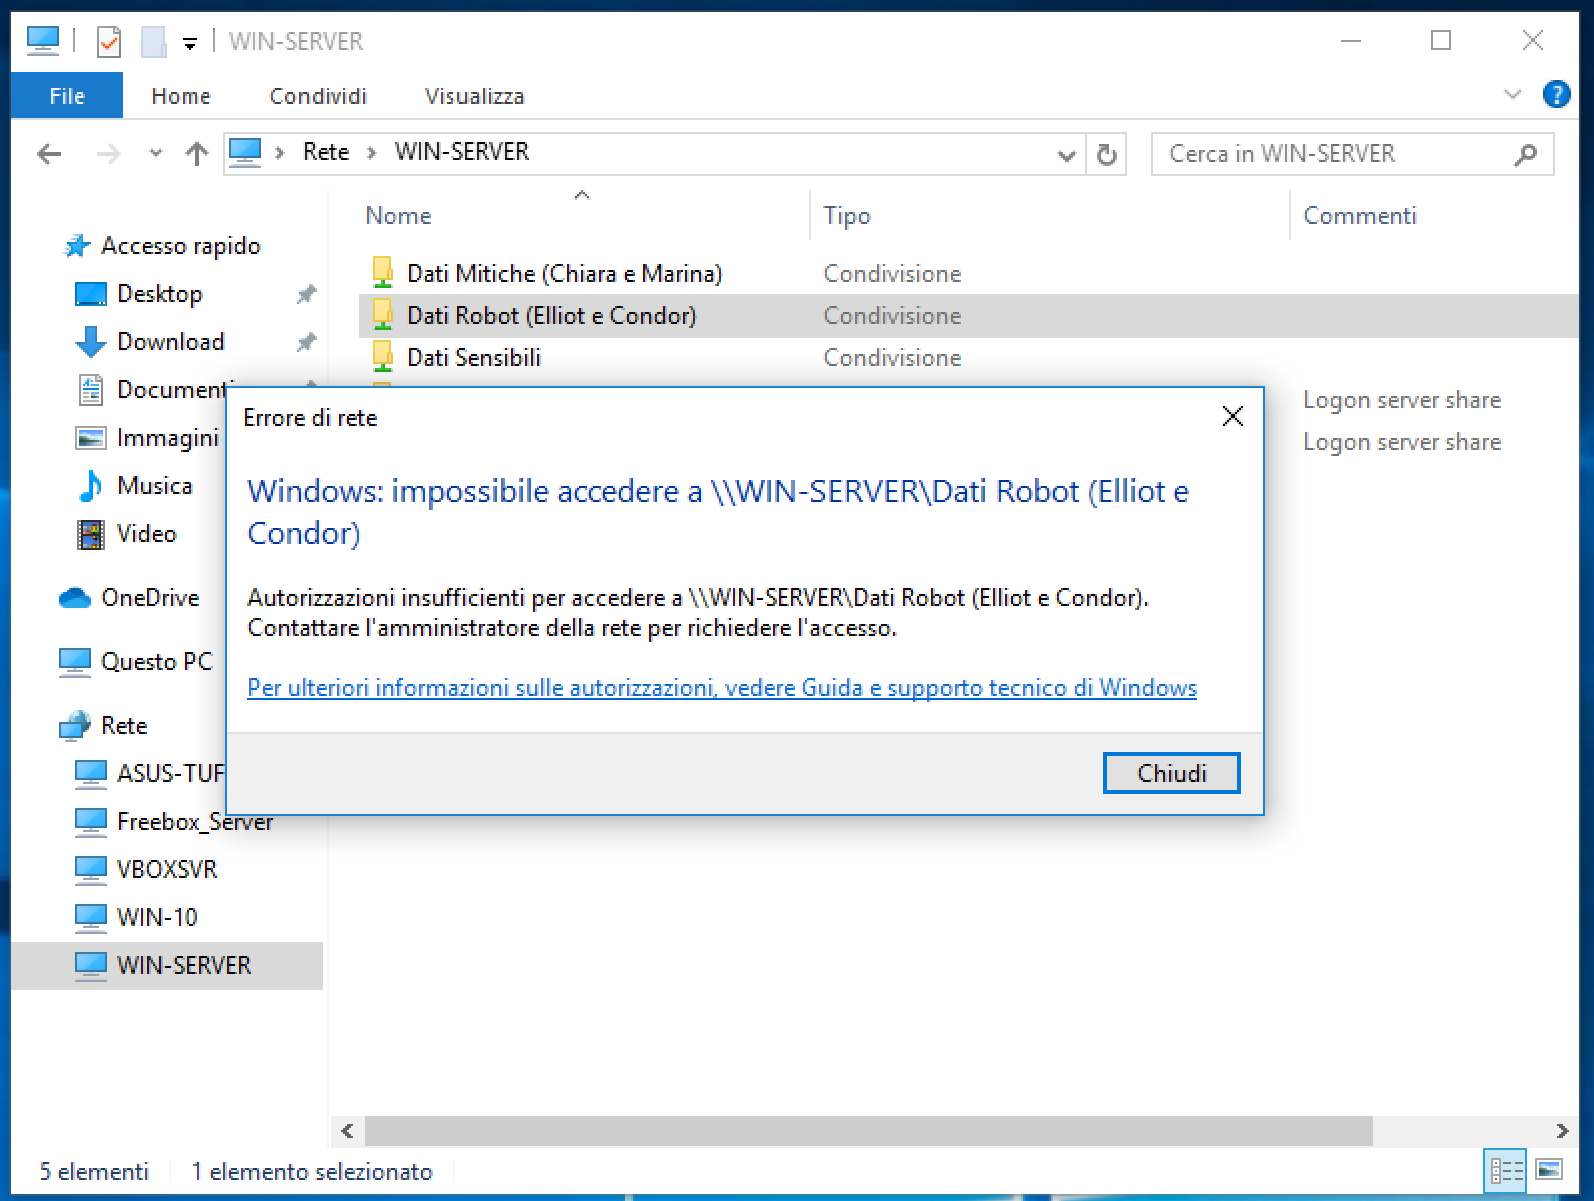 WIN-SERVER
File Home Condividi Visualizza
Rete WIN-SERVER Cerca in WIN-SERVER
Nome Tipo Commenti
Accesso rapido
Desktop
Download
Documenti
Immagini
Musica
Video
OneDrive
Questo PC
Rete
ASUS-TUF
Freebox_Server
VBOXSVR
WIN-10
WIN-SERVER
Dati Mitiche (Chiara e Marina) Condivisione
Dati Robot (Elliot e Condor) Condivisione
Dati Sensibili Condivisione
Logon server share
Logon server share
Errore di rete
Windows: impossibile accedere a \\WIN-SERVER\Dati Robot (Elliot e
Condor)
Autorizzazioni insufficienti per accedere a \\WIN-SERVER\Dati Robot (Elliot e Condor).
Contattare l'amministratore della rete per richiedere l'accesso.
Per ulteriori informazioni sulle autorizzazioni, vedere Guida e supporto tecnico di Windows
Chiudi
5 elementi 1 elemento selezionato